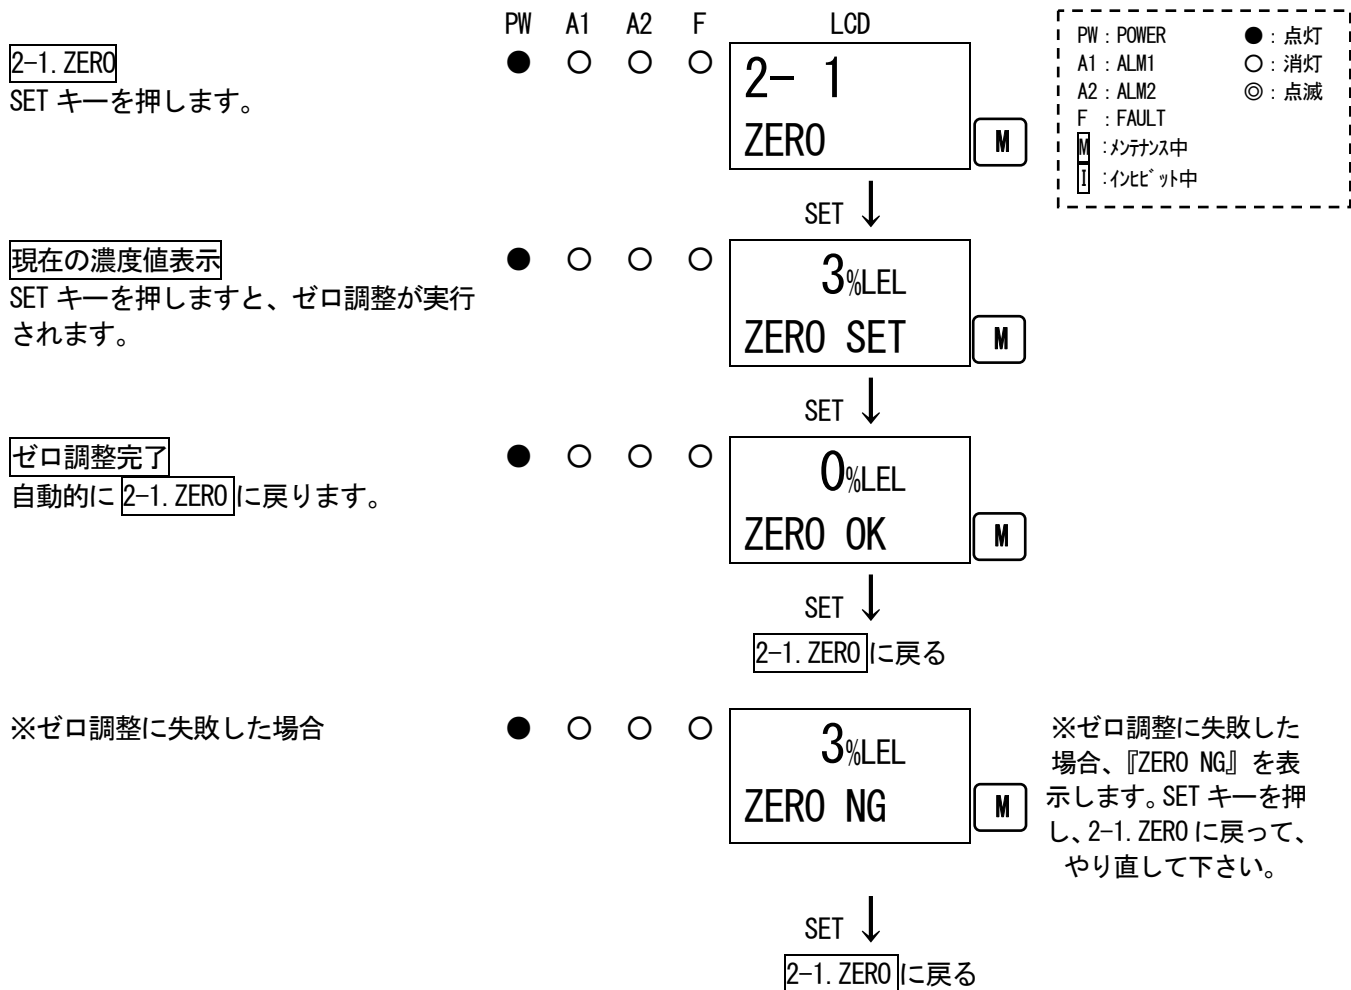 PW A1 A2 F LCD
PW : POWER ● : 点灯
A1 : ALM1 ○ : 消灯
A2 : ALM2 ◎ : 点滅
F : FAULT
M :ﾒﾝﾃﾅﾝｽ中
I :ｲﾝﾋﾋﾞｯﾄ中
2-1. ZERO
SET キーを押します。
● ○ ○ ○
2- 1
ZERO
M
SET ↓
現在の濃度値表示
SET キーを押しますと、ゼロ調整が実行
されます。
● ○ ○ ○
3%LEL
ZERO SET
M
SET ↓
ゼロ調整完了
自動的に 2-1. ZERO に戻ります。
● ○ ○ ○
0%LEL
ZERO OK
M
SET ↓
2-1. ZERO に戻る
※ゼロ調整に失敗した場合
● ○ ○ ○
3%LEL
ZERO NG
M
※ゼロ調整に失敗した
場合、『ZERO NG』を表
示します。SET キーを押
し、2-1. ZERO に戻って、
やり直して下さい。
SET ↓
2-1. ZERO に戻る